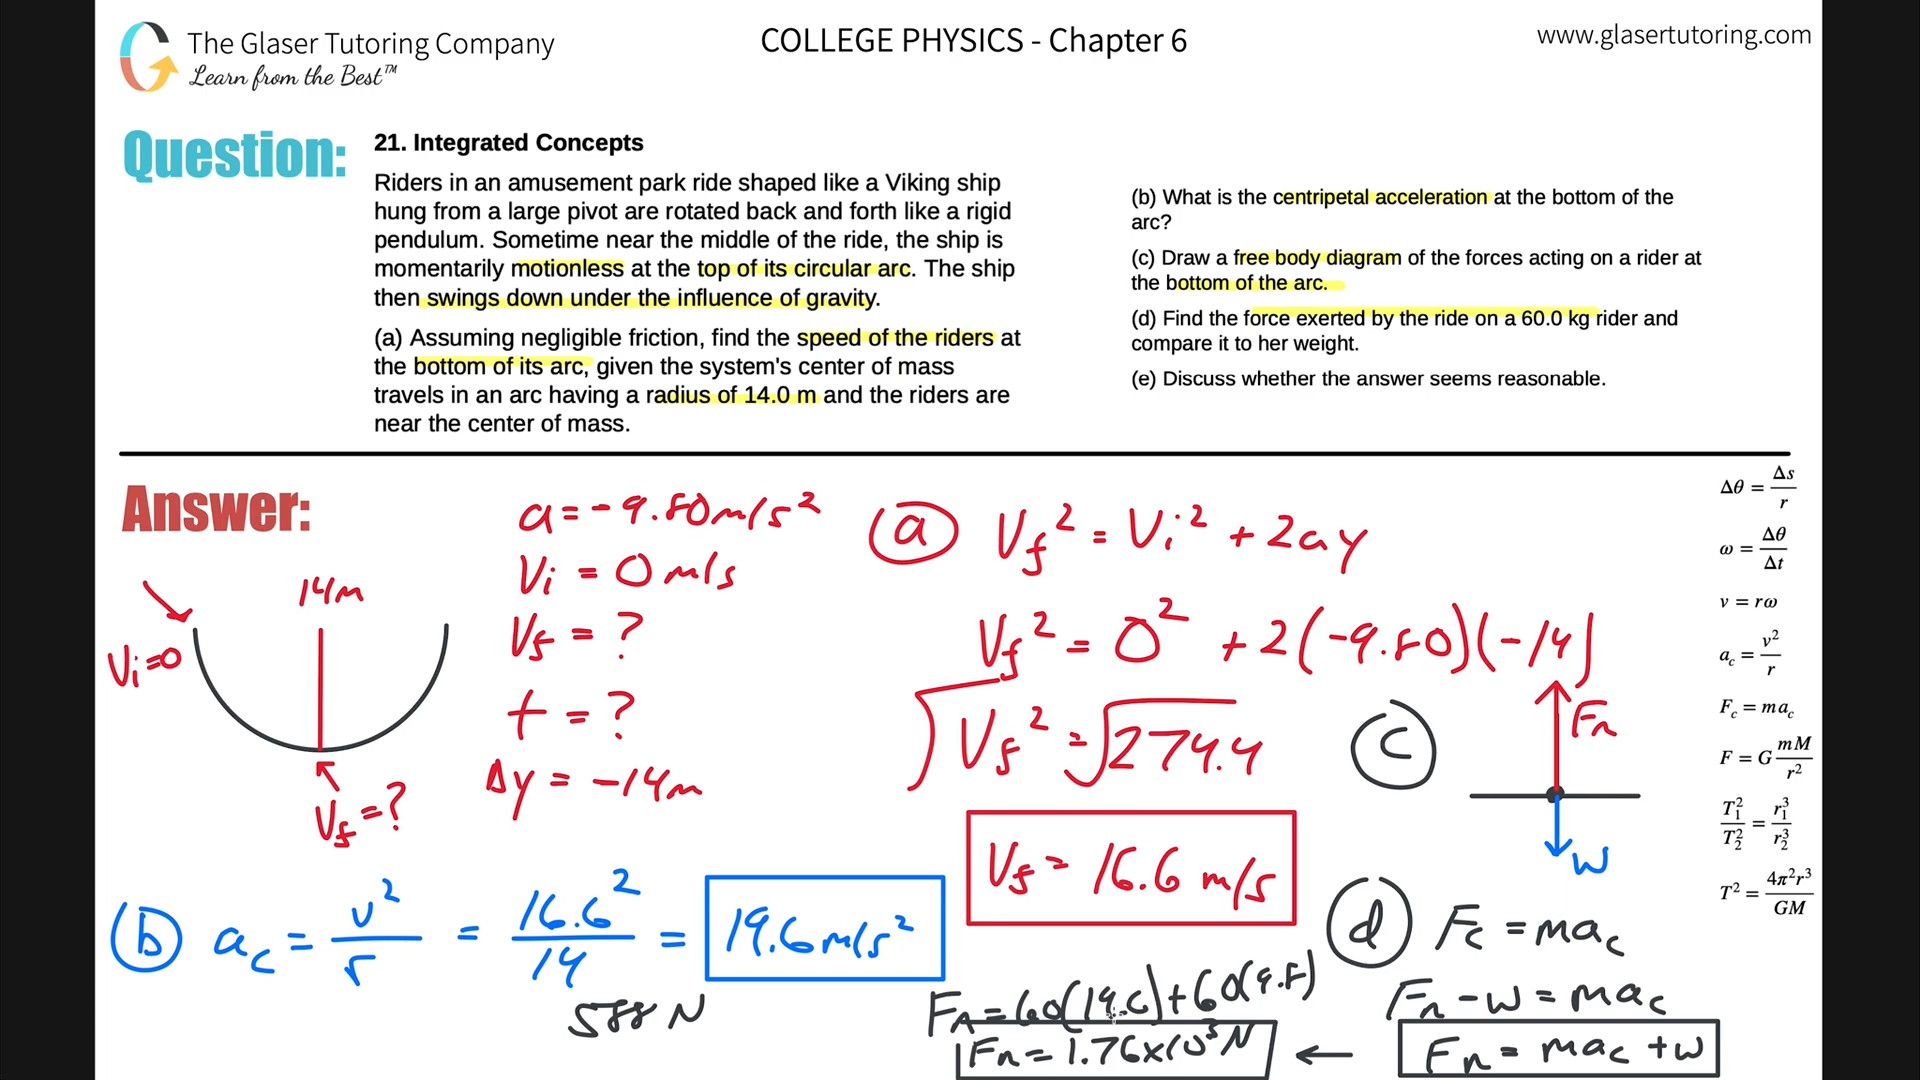 The Glaser Tutoring Company
Learn from the Best™
COLLEGE PHYSICS - Chapter 6
www.glasertutoring.com
Question:
21. Integrated Concepts
Riders in an amusement park ride shaped like a Viking ship
hung from a large pivot are rotated back and forth like a rigid
pendulum. Sometime near the middle of the ride, the ship is
momentarily motionless at the top of its circular arc. The ship
then swings down under the influence of gravity.
(a) Assuming negligible friction, find the speed of the riders at
the bottom of its arc, given the system's center of mass
travels in an arc having a radius of 14.0 m and the riders are
near the center of mass.
(b) What is the centripetal acceleration at the bottom of the
arc?
(c) Draw a free body diagram of the forces acting on a rider at
the bottom of the arc.
(d) Find the force exerted by the ride on a 60.0 kg rider and
compare it to her weight.
(e) Discuss whether the answer seems reasonable.
Answer:
14m
Vi=0
Vf=?
a=-9.80m/s²
Vi = 0m/s
Vf = ?
t = ?
Δy = -14m
(a) Vf² = Vi² + 2ay
Vf² = 0² + 2(-9.80)(-14)
√Vf² = √274.4
Vf = 16.6 m/s
(b) ac = v²/r = 16.6²/14 = 19.6m/s²
588 N
(c)
Fn
W
(d) Fc = mac
Fn - W = mac
Fn = mac + W
Fn = 60(19.6) + 60(9.8)
Fn = 1.76x10³N
Δθ = Δs/r
ω = Δθ/Δt
v = rω
ac = v²/r
Fc = mac
F = G mM/r²
T₁²/T₂² = r₁³/r₂³
T² = 4π²r³/GM